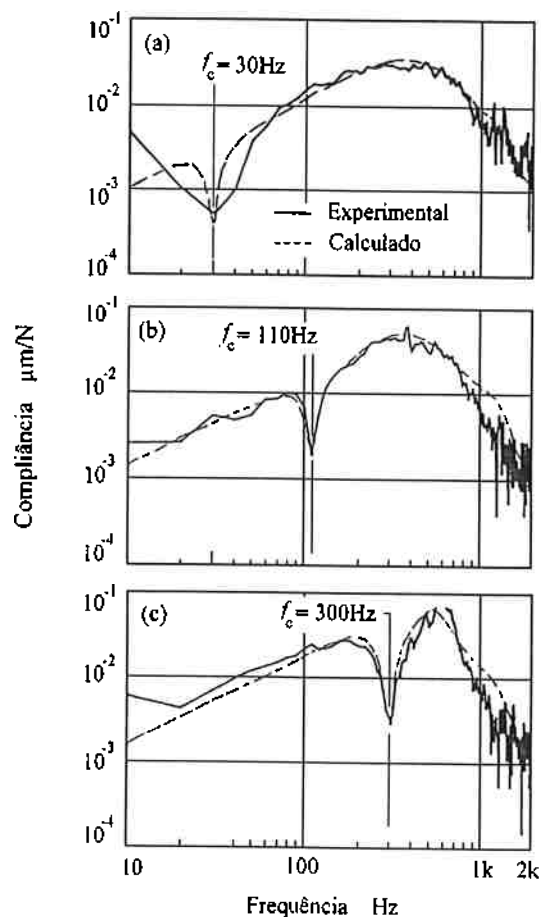 10⁻¹
(a)
f_c = 30Hz
10⁻²
10⁻³
Experimental
Calculado
10⁻⁴
10⁻¹
(b)
f_c = 110Hz
10⁻²
10⁻³
10⁻⁴
Compliância μm/N
10⁻¹
(c)
f_c = 300Hz
10⁻²
10⁻³
10⁻⁴
10 100 1k 2k
Frequência Hz